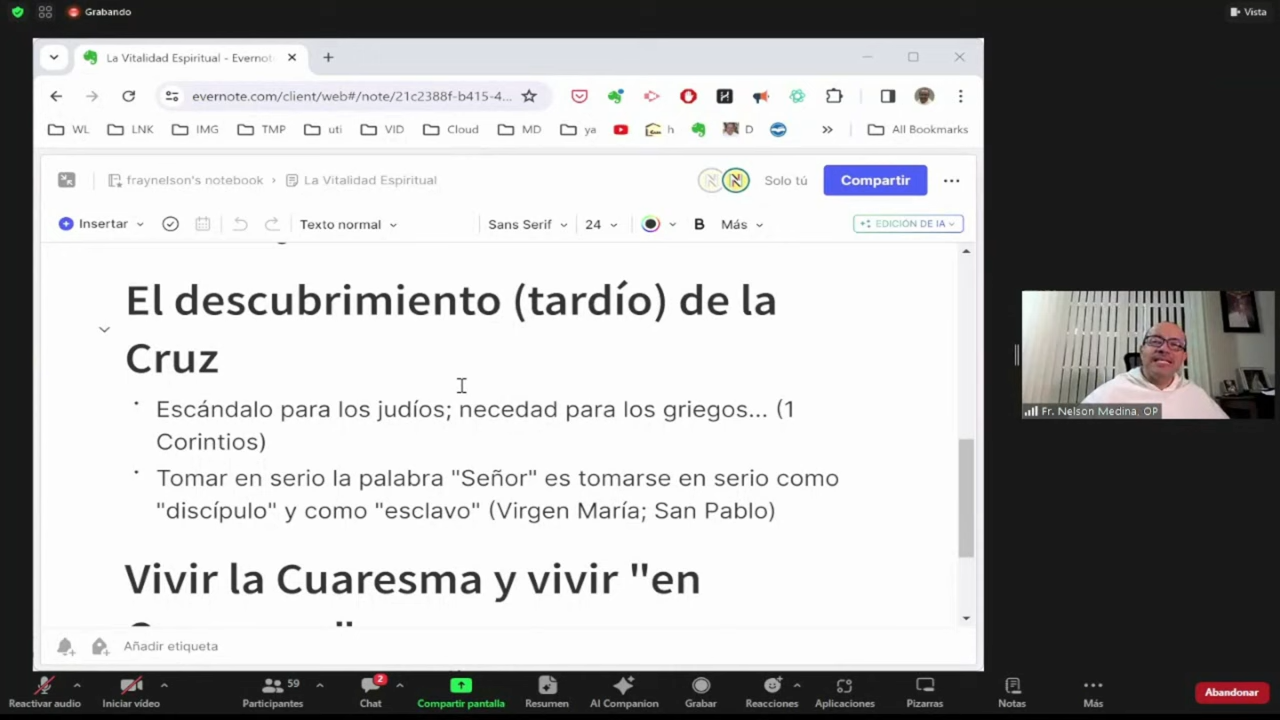 Grabando
Vista
La Vitalidad Espiritual - Evernot
evernote.com/client/web#/note/21c2388f-b415-4...
WL LNK IMG TMP uti VID Cloud MD ya h D » All Bookmarks
fraynelson's notebook > La Vitalidad Espiritual
Solo tú
Compartir
Insertar
Texto normal
Sans Serif
24
B
Más
EDICIÓN DE IA
El descubrimiento (tardío) de la
Cruz
Escándalo para los judíos; necedad para los griegos... (1
Corintios)
Tomar en serio la palabra "Señor" es tomarse en serio como
"discípulo" y como "esclavo" (Virgen María; San Pablo)
Vivir la Cuaresma y vivir "en
Añadir etiqueta
Fr. Nelson Medina, OP
59
2
Reactivar audio
Iniciar vídeo
Participantes
Chat
Compartir pantalla
Resumen
AI Companion
Grabar
Reacciones
Aplicaciones
Pizarras
Notas
Más
Abandonar